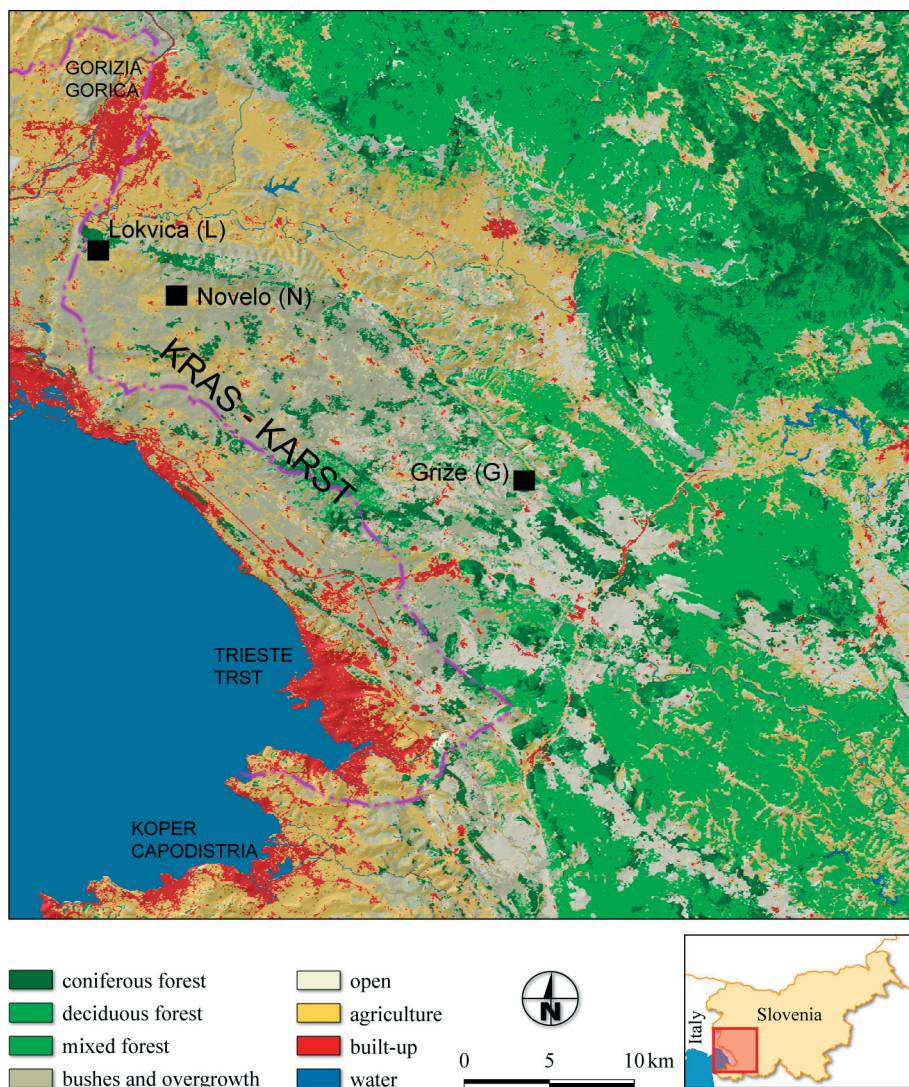 GORIZIA
GORICA
Lokvica (L)
Novelo (N)
KRAS - KARST
Griže (G)
TRIESTE
TRST
KOPER
CAPODISTRIA
coniferous forest
deciduous forest
mixed forest
bushes and overgrowth
open
agriculture
built-up
water
N
0 5 10 km
Italy
Slovenia